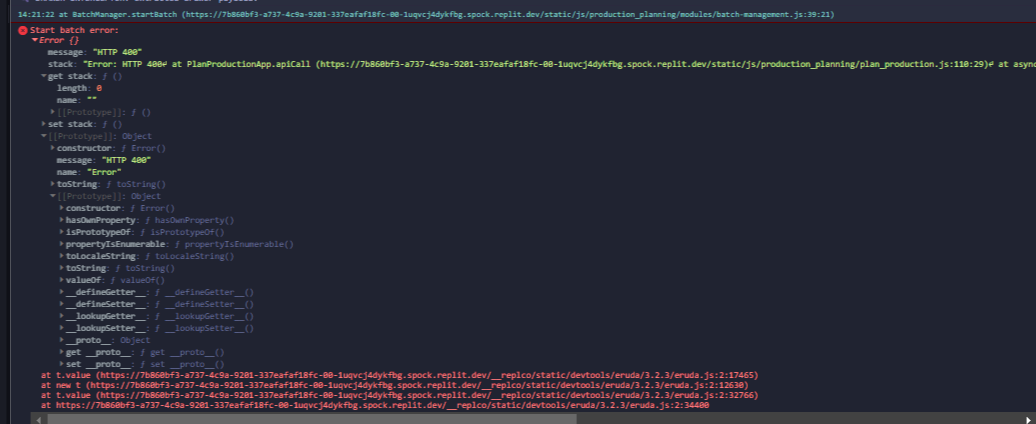 14:21:22 at BatchManager.startBatch (https://7b860bf3-a737-4c9a-9201-337eafaf18fc-00-1uqvcj4dykfbg.spock.replit.dev/static/js/production_planning/modules/batch-management.js:39:21)
Start batch error:
Error {}
message: "HTTP 400"
stack: "Error: HTTP 400↵ at PlanProductionApp.apiCall (https://7b860bf3-a737-4c9a-9201-337eafaf18fc-00-1uqvcj4dykfbg.spock.replit.dev/static/js/production_planning/plan_production.js:110:29)↵ at async
get stack: ƒ ()
length: 0
name: ""
[[Prototype]]: ƒ ()
set stack: ƒ ()
[[Prototype]]: Object
constructor: ƒ Error()
message: "HTTP 400"
name: "Error"
toString: ƒ toString()
[[Prototype]]: Object
constructor: ƒ Error()
hasOwnProperty: ƒ hasOwnProperty()
isPrototypeOf: ƒ isPrototypeOf()
propertyIsEnumerable: ƒ propertyIsEnumerable()
toLocaleString: ƒ toLocaleString()
toString: ƒ toString()
valueOf: ƒ valueOf()
__defineGetter__: ƒ __defineGetter__()
__defineSetter__: ƒ __defineSetter__()
__lookupGetter__: ƒ __lookupGetter__()
__lookupSetter__: ƒ __lookupSetter__()
__proto__: Object
get __proto__: ƒ get __proto__()
set __proto__: ƒ set __proto__()
at t.value (https://7b860bf3-a737-4c9a-9201-337eafaf18fc-00-1uqvcj4dykfbg.spock.replit.dev/__replco/static/devtools/eruda/3.2.3/eruda.js:2:17465)
at new t (https://7b860bf3-a737-4c9a-9201-337eafaf18fc-00-1uqvcj4dykfbg.spock.replit.dev/__replco/static/devtools/eruda/3.2.3/eruda.js:2:12630)
at t.value (https://7b860bf3-a737-4c9a-9201-337eafaf18fc-00-1uqvcj4dykfbg.spock.replit.dev/__replco/static/devtools/eruda/3.2.3/eruda.js:2:32766)
at https://7b860bf3-a737-4c9a-9201-337eafaf18fc-00-1uqvcj4dykfbg.spock.replit.dev/__replco/static/devtools/eruda/3.2.3/eruda.js:2:34400